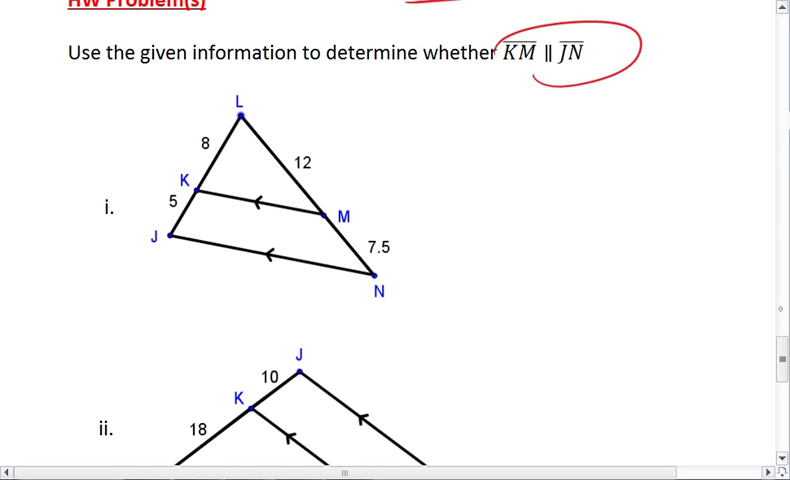 HW Problem(s)
Use the given information to determine whether KM ∥ JN
L
8
12
K
5
M
i.
J
7.5
N
J
10
K
ii.
18